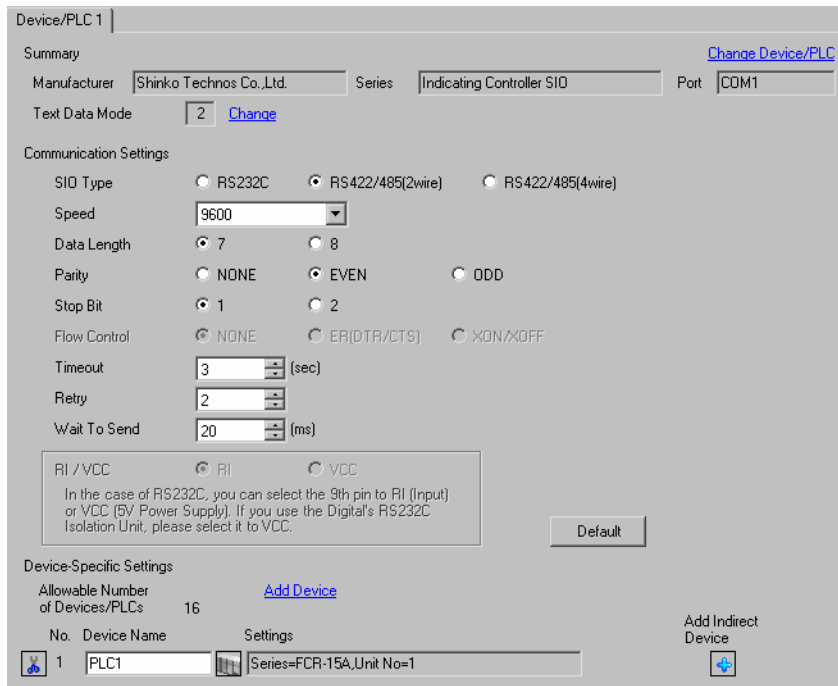 Device/PLC 1
Summary
Change Device/PLC
Manufacturer Shinko Technos Co.,Ltd. Series Indicating Controller SIO Port COM1
Text Data Mode 2 Change
Communication Settings
SIO Type RS232C RS422/485(2wire) RS422/485(4wire)
Speed 9600
Data Length 7 8
Parity NONE EVEN ODD
Stop Bit 1 2
Flow Control NONE ER(DTR/CTS) XON/XOFF
Timeout 3 (sec)
Retry 2
Wait To Send 20 (ms)
RI / VCC RI VCC
In the case of RS232C, you can select the 9th pin to RI (Input)
or VCC (5V Power Supply). If you use the Digital's RS232C
Isolation Unit, please select it to VCC.
Default
Device-Specific Settings
Allowable Number Add Device
of Devices/PLCs 16
Add Indirect
Device
No. Device Name Settings
1 PLC1 Series=FCR-15A,Unit No=1